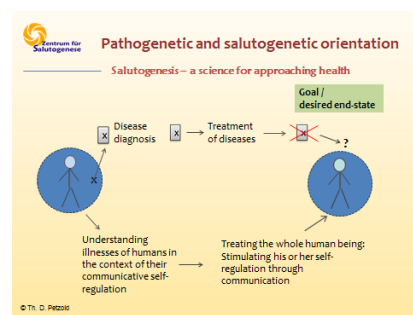 Zentrum für
Salutogenese
Pathogenetic and salutogenetic orientation
Salutogenesis – a science for approaching health
Goal /
desired end-state
x
Disease
diagnosis
x
Treatment
of diseases
x
?
x
Understanding
illnesses of humans in
the context of their
communicative self-
regulation
Treating the whole human being:
Stimulating his or her self-
regulation through
communication
© Th. D. Petzold